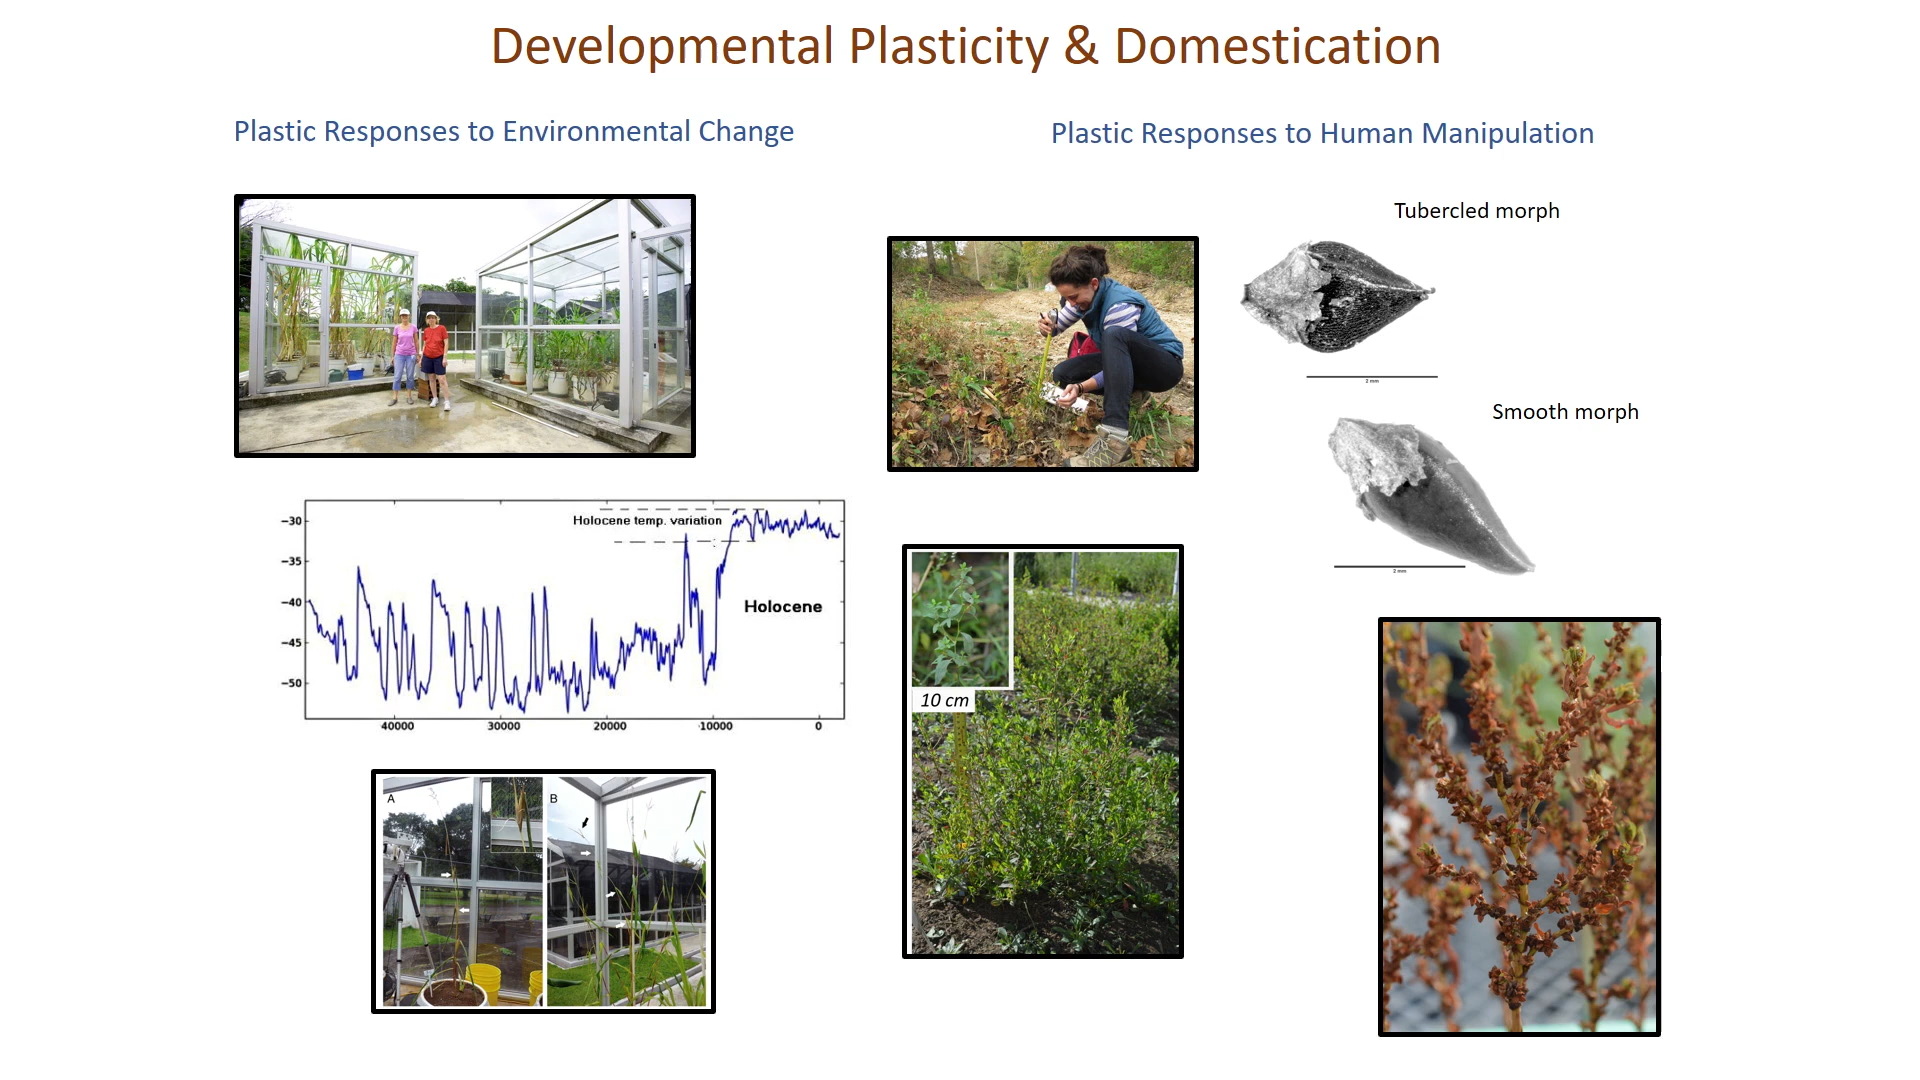 Developmental Plasticity & Domestication
Plastic Responses to Environmental Change
Plastic Responses to Human Manipulation
Tubercled morph
2 mm
Smooth morph
2 mm
Holocene temp. variation
Holocene
−30
−35
−40
−45
−50
40000
30000
20000
10000
0
A
B
10 cm